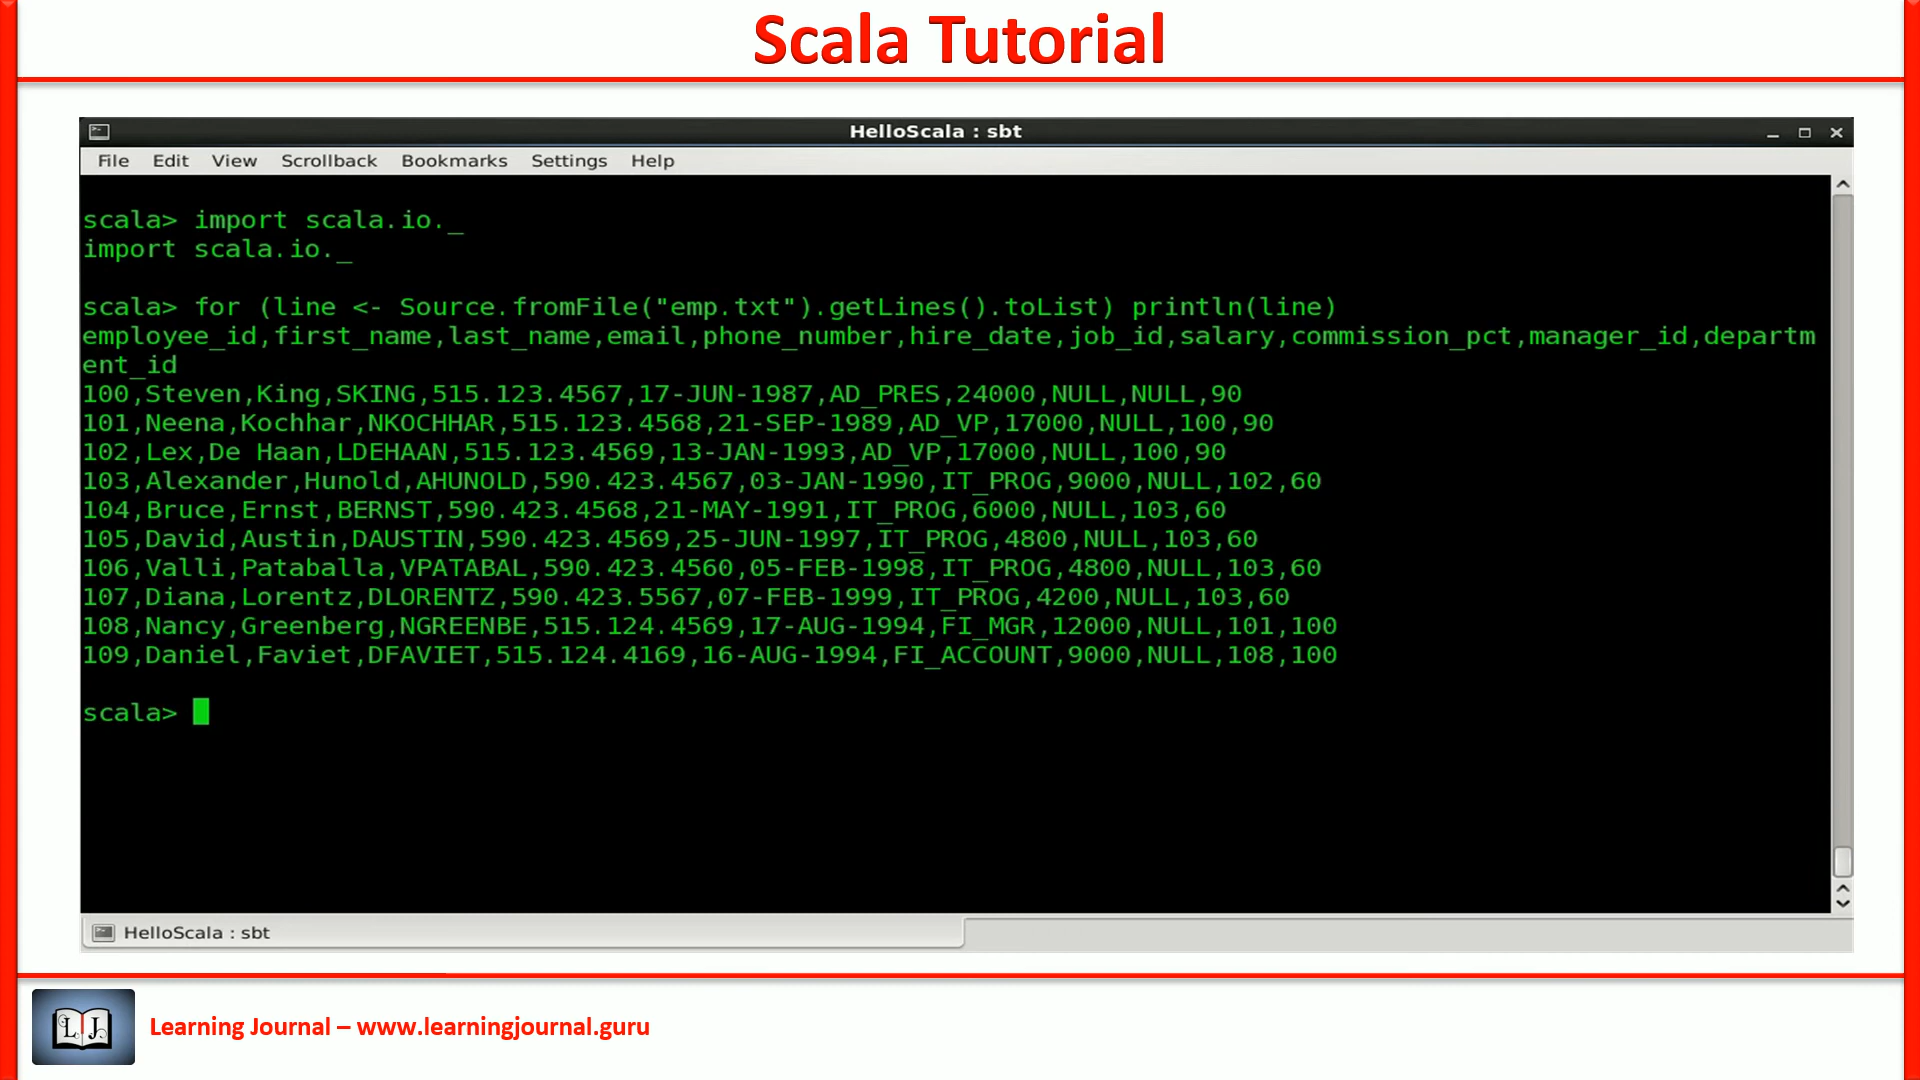 Scala Tutorial
HelloScala : sbt
File Edit View Scrollback Bookmarks Settings Help
scala> import scala.io._
import scala.io._
scala> for (line <- Source.fromFile("emp.txt").getLines().toList) println(line)
employee_id,first_name,last_name,email,phone_number,hire_date,job_id,salary,commission_pct,manager_id,departm
ent_id
100,Steven,King,SKING,515.123.4567,17-JUN-1987,AD_PRES,24000,NULL,NULL,90
101,Neena,Kochhar,NKOCHHAR,515.123.4568,21-SEP-1989,AD_VP,17000,NULL,100,90
102,Lex,De Haan,LDEHAAN,515.123.4569,13-JAN-1993,AD_VP,17000,NULL,100,90
103,Alexander,Hunold,AHUNOLD,590.423.4567,03-JAN-1990,IT_PROG,9000,NULL,102,60
104,Bruce,Ernst,BERNST,590.423.4568,21-MAY-1991,IT_PROG,6000,NULL,103,60
105,David,Austin,DAUSTIN,590.423.4569,25-JUN-1997,IT_PROG,4800,NULL,103,60
106,Valli,Pataballa,VPATABAL,590.423.4560,05-FEB-1998,IT_PROG,4800,NULL,103,60
107,Diana,Lorentz,DLORENTZ,590.423.5567,07-FEB-1999,IT_PROG,4200,NULL,103,60
108,Nancy,Greenberg,NGREENBE,515.124.4569,17-AUG-1994,FI_MGR,12000,NULL,101,100
109,Daniel,Faviet,DFAVIET,515.124.4169,16-AUG-1994,FI_ACCOUNT,9000,NULL,108,100
scala>
HelloScala : sbt
LJ
Learning Journal – www.learningjournal.guru